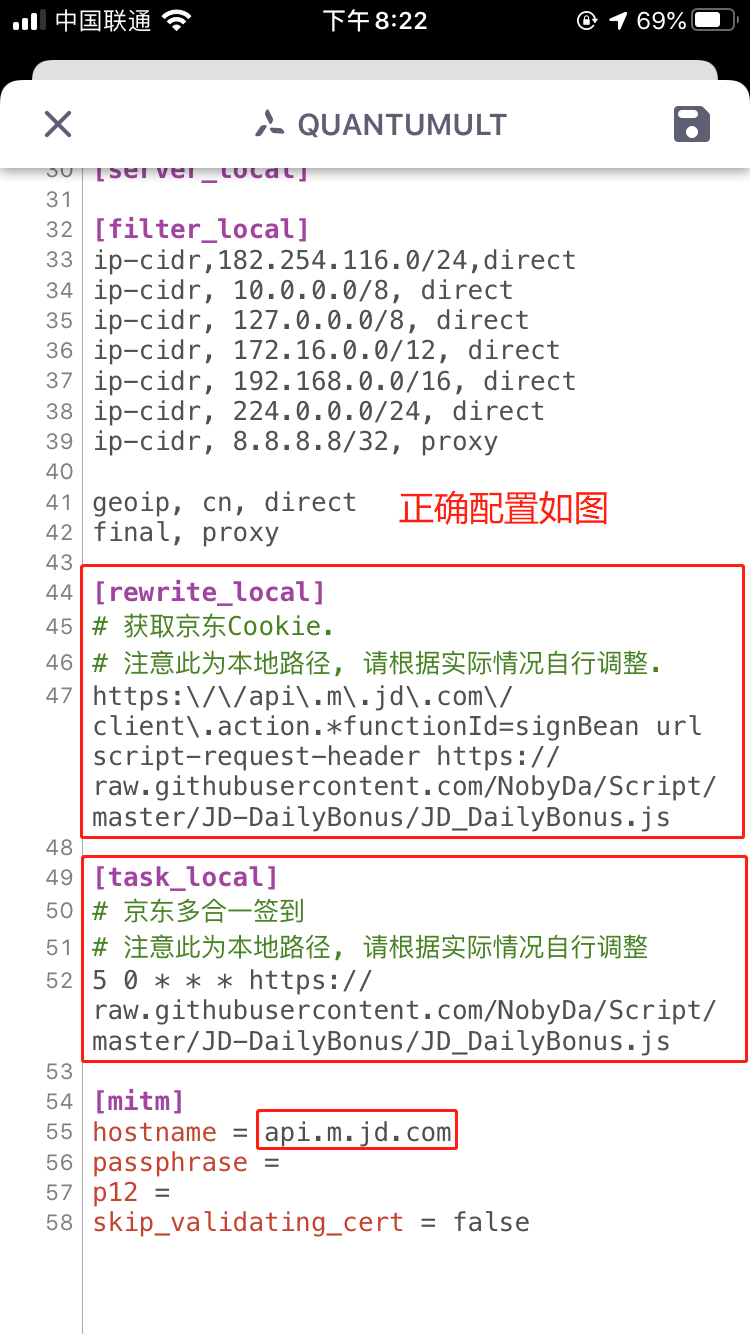 中国联通 下午8:22 69%
QUANTUMULT
30 [server_local]
31
32 [filter_local]
33 ip-cidr,182.254.116.0/24,direct
34 ip-cidr, 10.0.0.0/8, direct
35 ip-cidr, 127.0.0.0/8, direct
36 ip-cidr, 172.16.0.0/12, direct
37 ip-cidr, 192.168.0.0/16, direct
38 ip-cidr, 224.0.0.0/24, direct
39 ip-cidr, 8.8.8.8/32, proxy
40
41 geoip, cn, direct 正确配置如图
42 final, proxy
43
44 [rewrite_local]
45 # 获取京东Cookie.
46 # 注意此为本地路径, 请根据实际情况自行调整.
47 https:\/\/api\.m\.jd\.com\/
client\.action.*functionId=signBean url
script-request-header https://
raw.githubusercontent.com/NobyDa/Script/
master/JD-DailyBonus/JD_DailyBonus.js
48
49 [task_local]
50 # 京东多合一签到
51 # 注意此为本地路径, 请根据实际情况自行调整
52 5 0 * * * https://
raw.githubusercontent.com/NobyDa/Script/
master/JD-DailyBonus/JD_DailyBonus.js
53
54 [mitm]
55 hostname = api.m.jd.com
56 passphrase =
57 p12 =
58 skip_validating_cert = false